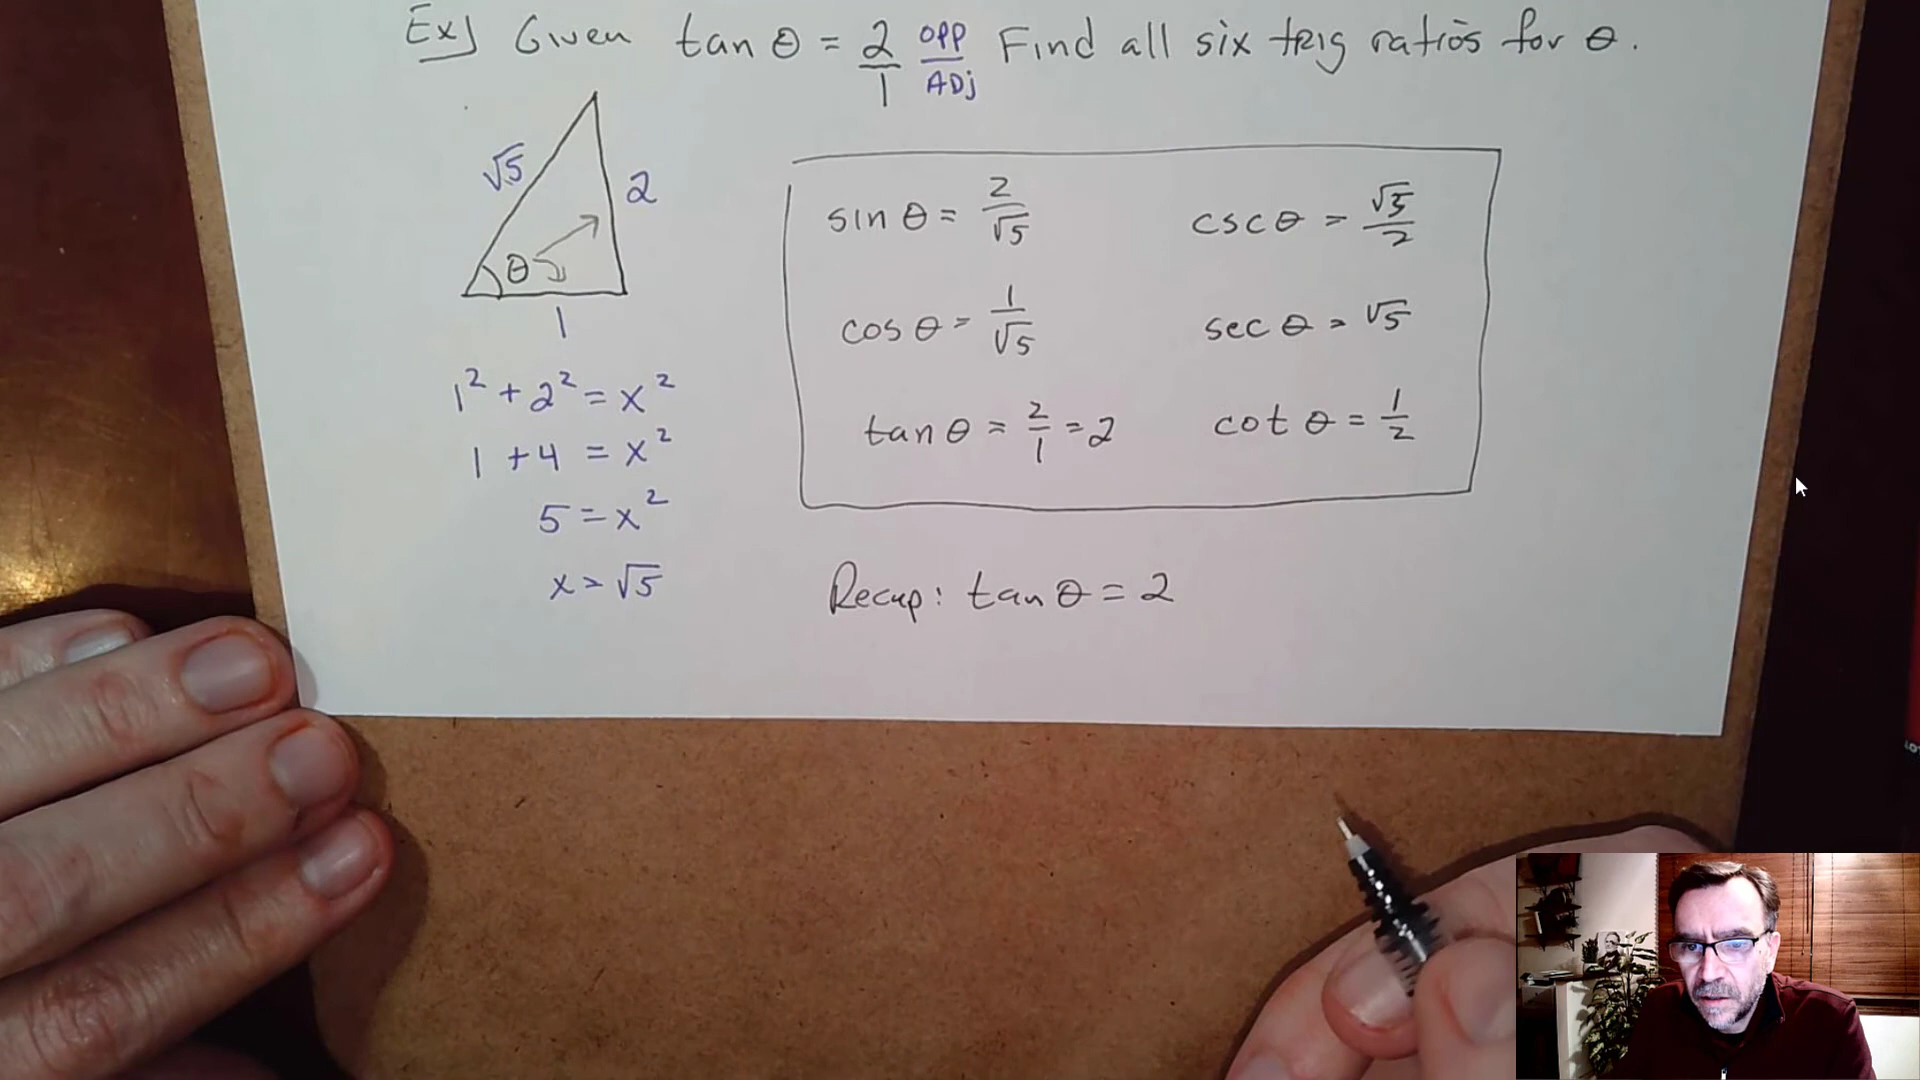 Ex) Given tan θ = 2/1 OPP/ADJ Find all six trig ratios for θ.
√5
2
θ
1
1² + 2² = x²
1 + 4 = x²
5 = x²
x = √5
sin θ = 2/√5
csc θ = √5/2
cos θ = 1/√5
sec θ = √5
tan θ = 2/1 = 2
cot θ = 1/2
Recap: tan θ = 2